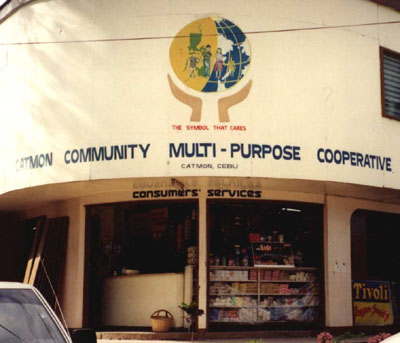 THE SYMBOL THAT CARES
CATMON COMMUNITY MULTI-PURPOSE COOPERATIVE
CATMON, CEBU
CONSUMERS' SERVICES
Tivoli